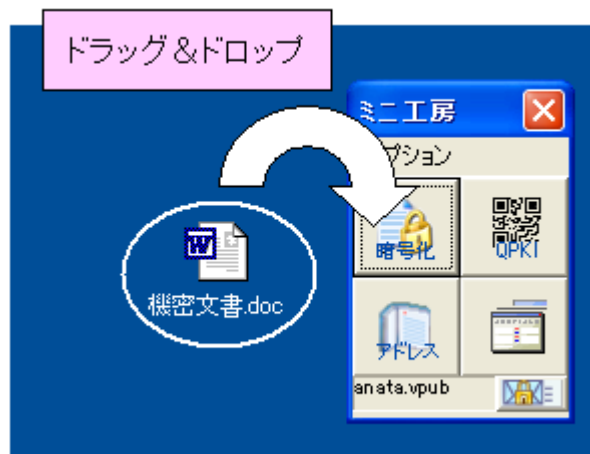 ドラッグ&ドロップ
ミニ工房
プション
暗号化
QPKI
機密文書.doc
アドレス
anata.vpub